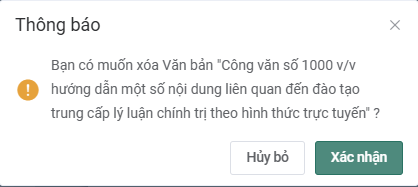 Thông báo
Bạn có muốn xóa Văn bản "Công văn số 1000 v/v
hướng dẫn một số nội dung liên quan đến đào tạo
trung cấp lý luận chính trị theo hình thức trực tuyến" ?
Hủy bỏ
Xác nhận